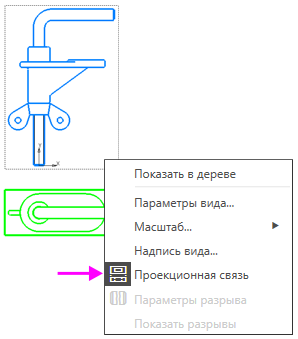 Y
X
Показать в дереве
Параметры вида...
Масштаб...
Надпись вида...
Проекционная связь
Параметры разрыва
Показать разрывы